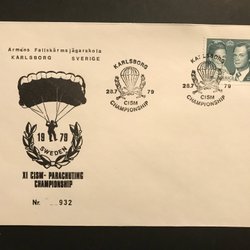 Arméns Fallskärmsjägarskola
KARLSBORG SVERIGE
KARLSBORG
28.7 79
CISM
CHAMPIONSHIP
KARLSBORG
28.7 79
CISM
CHAMPIONSHIP
19 79
SWEDEN
XI CISM- PARACHUTING
CHAMPIONSHIP
Nr. 932